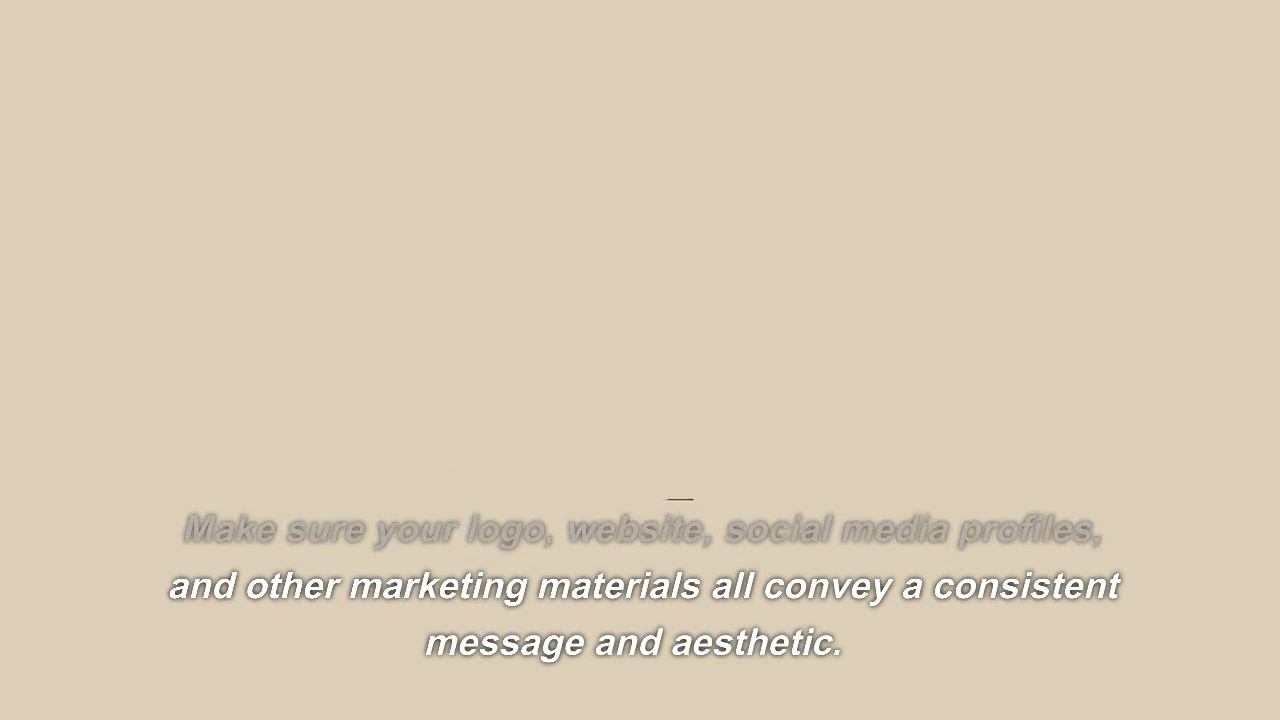 Make sure your logo, website, social media profiles,
and other marketing materials all convey a consistent
message and aesthetic.